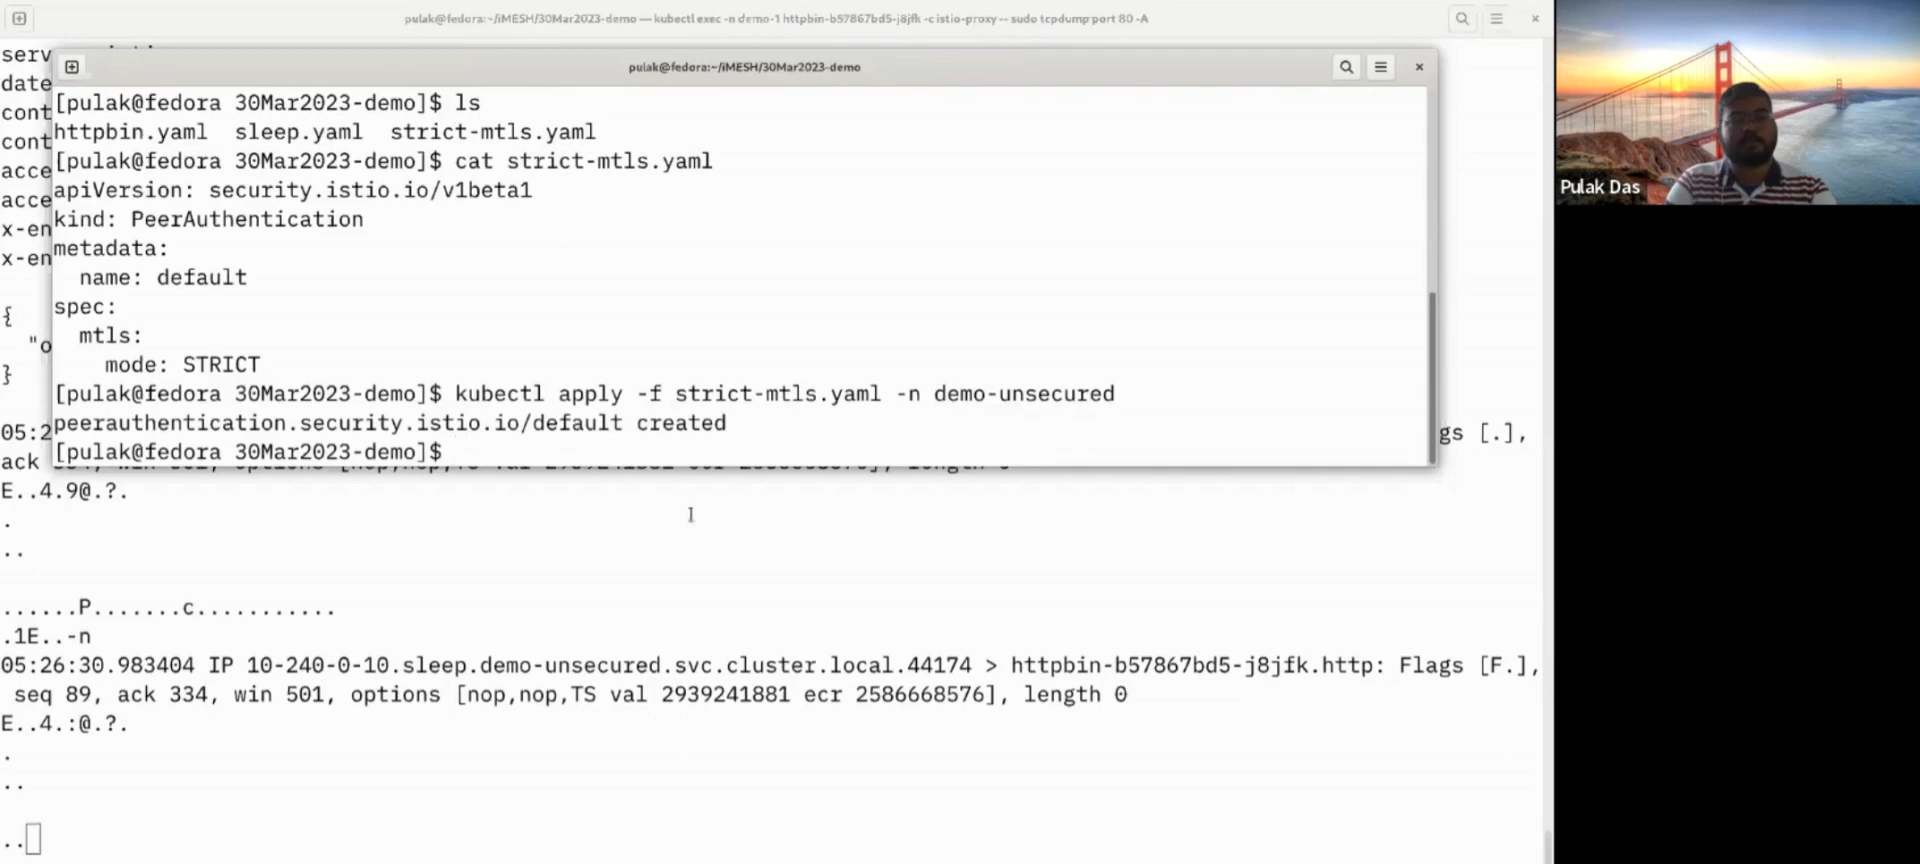 pulak@fedora:~/iMESH/30Mar2023-demo — kubectl exec -n demo-1 httpbin-b57867bd5-j8jfk -c istio-proxy -- sudo tcpdump port 80 -A
serv
date
cont
cont
acce
acce
x-en
x-en
{
"o
}
05:2
gs [.],
ack
pulak@fedora:~/iMESH/30Mar2023-demo
[pulak@fedora 30Mar2023-demo]$ ls
httpbin.yaml sleep.yaml strict-mtls.yaml
[pulak@fedora 30Mar2023-demo]$ cat strict-mtls.yaml
apiVersion: security.istio.io/v1beta1
kind: PeerAuthentication
metadata:
name: default
spec:
mtls:
mode: STRICT
[pulak@fedora 30Mar2023-demo]$ kubectl apply -f strict-mtls.yaml -n demo-unsecured
peerauthentication.security.istio.io/default created
[pulak@fedora 30Mar2023-demo]$
E..4.9@.?.
.
..
......P.......c...........
.1E..-n
05:26:30.983404 IP 10-240-0-10.sleep.demo-unsecured.svc.cluster.local.44174 > httpbin-b57867bd5-j8jfk.http: Flags [F.],
seq 89, ack 334, win 501, options [nop,nop,TS val 2939241881 ecr 2586668576], length 0
E..4.:@.?.
.
..
..
Pulak Das